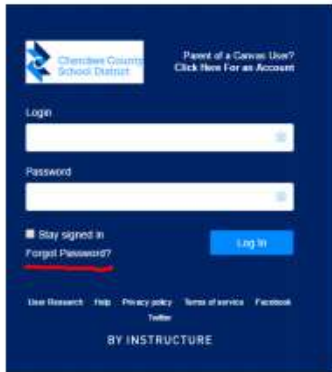 Cherokee County
School District
Parent of a Canvas User?
Click Here For an Account
Login
Password
Stay signed in
Forgot Password?
Log In
User Research Help Privacy policy Terms of service Facebook
Twitter
BY INSTRUCTURE